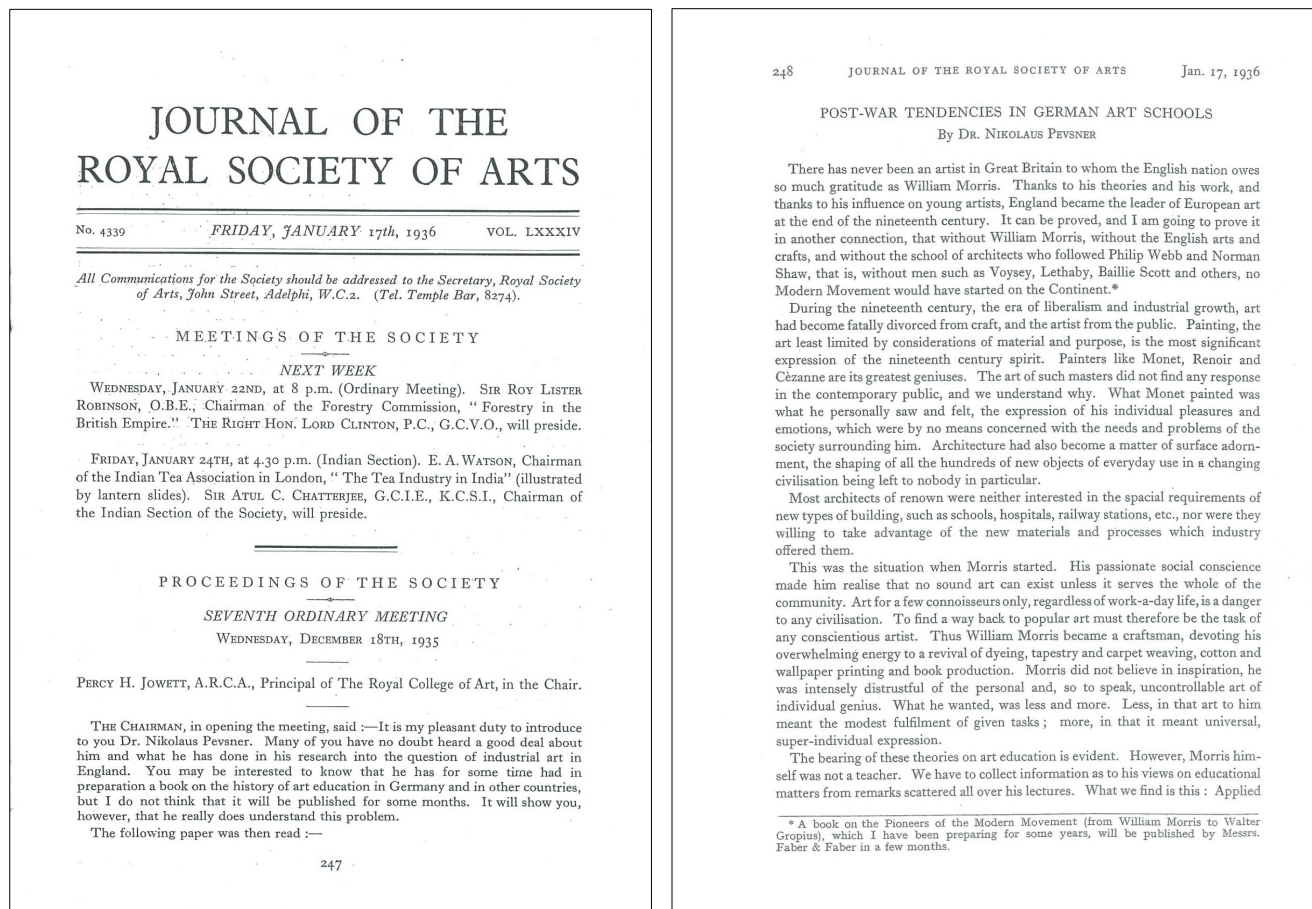 JOURNAL OF THE
ROYAL SOCIETY OF ARTS
No. 4339 FRIDAY, JANUARY 17th, 1936 VOL. LXXXIV
All Communications for the Society should be addressed to the Secretary, Royal Society
of Arts, John Street, Adelphi, W.C.2. (Tel. Temple Bar, 8274).
MEETINGS OF THE SOCIETY
NEXT WEEK
WEDNESDAY, JANUARY 22ND, at 8 p.m. (Ordinary Meeting). SIR ROY LISTER
ROBINSON, O.B.E., Chairman of the Forestry Commission, " Forestry in the
British Empire." THE RIGHT HON. LORD CLINTON, P.C., G.C.V.O., will preside.
FRIDAY, JANUARY 24TH, at 4.30 p.m. (Indian Section). E. A. WATSON, Chairman
of the Indian Tea Association in London, " The Tea Industry in India" (illustrated
by lantern slides). SIR ATUL C. CHATTERJEE, G.C.I.E., K.C.S.I., Chairman of
the Indian Section of the Society, will preside.
PROCEEDINGS OF THE SOCIETY
SEVENTH ORDINARY MEETING
WEDNESDAY, DECEMBER 18TH, 1935
PERCY H. JOWETT, A.R.C.A., Principal of The Royal College of Art, in the Chair.
THE CHAIRMAN, in opening the meeting, said :—It is my pleasant duty to introduce
to you Dr. Nikolaus Pevsner. Many of you have no doubt heard a good deal about
him and what he has done in his research into the question of industrial art in
England. You may be interested to know that he has for some time had in
preparation a book on the history of art education in Germany and in other countries,
but I do not think that it will be published for some months. It will show you,
however, that he really does understand this problem.
The following paper was then read :—
247
248 JOURNAL OF THE ROYAL SOCIETY OF ARTS Jan. 17, 1936
POST-WAR TENDENCIES IN GERMAN ART SCHOOLS
By DR. NIKOLAUS PEVSNER
There has never been an artist in Great Britain to whom the English nation owes
so much gratitude as William Morris. Thanks to his theories and his work, and
thanks to his influence on young artists, England became the leader of European art
at the end of the nineteenth century. It can be proved, and I am going to prove it
in another connection, that without William Morris, without the English arts and
crafts, and without the school of architects who followed Philip Webb and Norman
Shaw, that is, without men such as Voysey, Lethaby, Baillie Scott and others, no
Modern Movement would have started on the Continent.*
During the nineteenth century, the era of liberalism and industrial growth, art
had become fatally divorced from craft, and the artist from the public. Painting, the
art least limited by considerations of material and purpose, is the most significant
expression of the nineteenth century spirit. Painters like Monet, Renoir and
Cèzanne are its greatest geniuses. The art of such masters did not find any response
in the contemporary public, and we understand why. What Monet painted was
what he personally saw and felt, the expression of his individual pleasures and
emotions, which were by no means concerned with the needs and problems of the
society surrounding him. Architecture had also become a matter of surface adorn-
ment, the shaping of all the hundreds of new objects of everyday use in a changing
civilisation being left to nobody in particular.
Most architects of renown were neither interested in the spacial requirements of
new types of building, such as schools, hospitals, railway stations, etc., nor were they
willing to take advantage of the new materials and processes which industry
offered them.
This was the situation when Morris started. His passionate social conscience
made him realise that no sound art can exist unless it serves the whole of the
community. Art for a few connoisseurs only, regardless of work-a-day life, is a danger
to any civilisation. To find a way back to popular art must therefore be the task of
any conscientious artist. Thus William Morris became a craftsman, devoting his
overwhelming energy to a revival of dyeing, tapestry and carpet weaving, cotton and
wallpaper printing and book production. Morris did not believe in inspiration, he
was intensely distrustful of the personal and, so to speak, uncontrollable art of
individual genius. What he wanted, was less and more. Less, in that art to him
meant the modest fulfilment of given tasks ; more, in that it meant universal,
super-individual expression.
The bearing of these theories on art education is evident. However, Morris him-
self was not a teacher. We have to collect information as to his views on educational
matters from remarks scattered all over his lectures. What we find is this : Applied
* A book on the Pioneers of the Modern Movement (from William Morris to Walter
Gropius), which I have been preparing for some years, will be published by Messrs.
Faber & Faber in a few months.